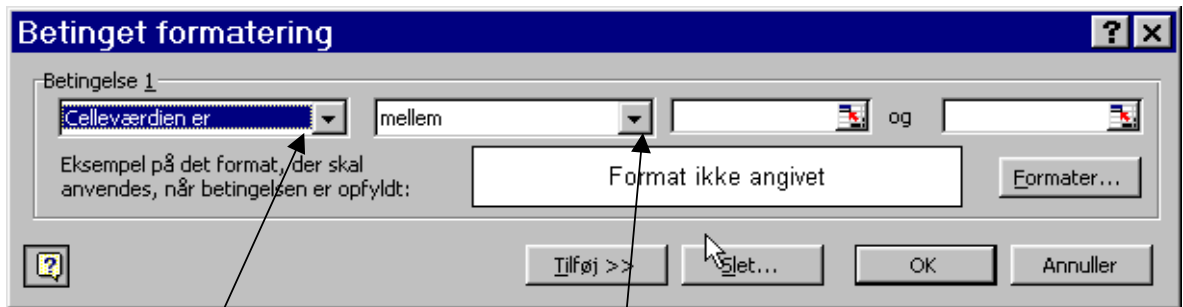 Betinget formatering
Betingelse 1
Celleværdien er mellem og
Eksempel på det format, der skal
anvendes, når betingelsen er opfyldt:
Format ikke angivet
Formater...
Tilføj >> Slet... OK Annuller